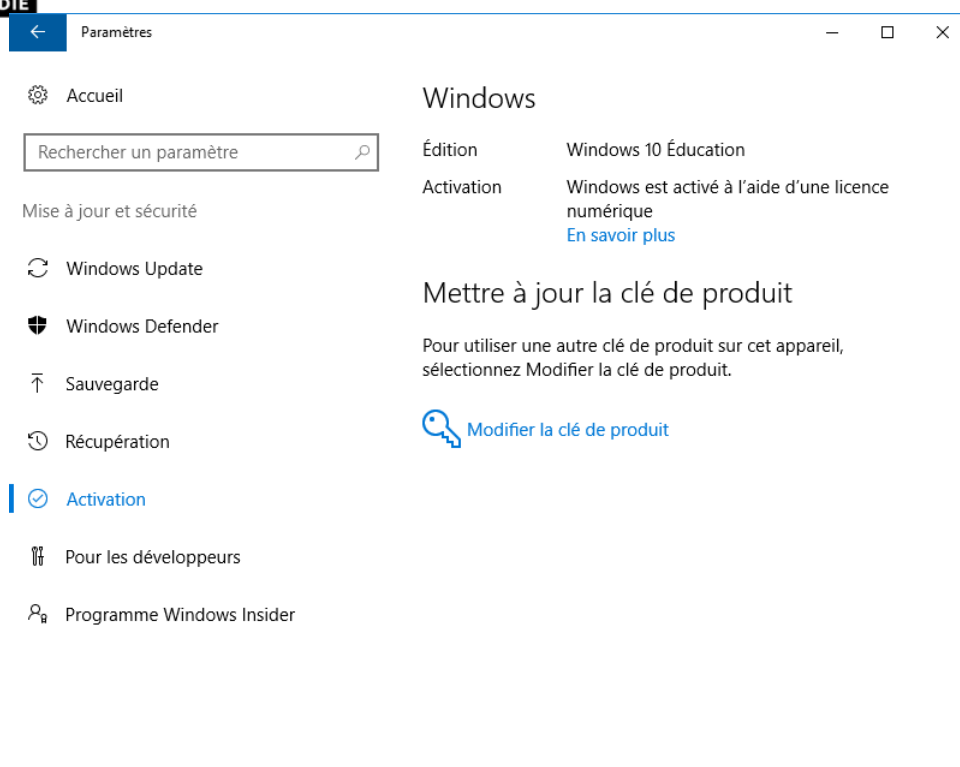 DIE
Paramètres
Accueil
Rechercher un paramètre
Mise à jour et sécurité
Windows Update
Windows Defender
Sauvegarde
Récupération
Activation
Pour les développeurs
Programme Windows Insider
Windows
Édition Windows 10 Éducation
Activation Windows est activé à l'aide d'une licence
numérique
En savoir plus
Mettre à jour la clé de produit
Pour utiliser une autre clé de produit sur cet appareil,
sélectionnez Modifier la clé de produit.
Modifier la clé de produit